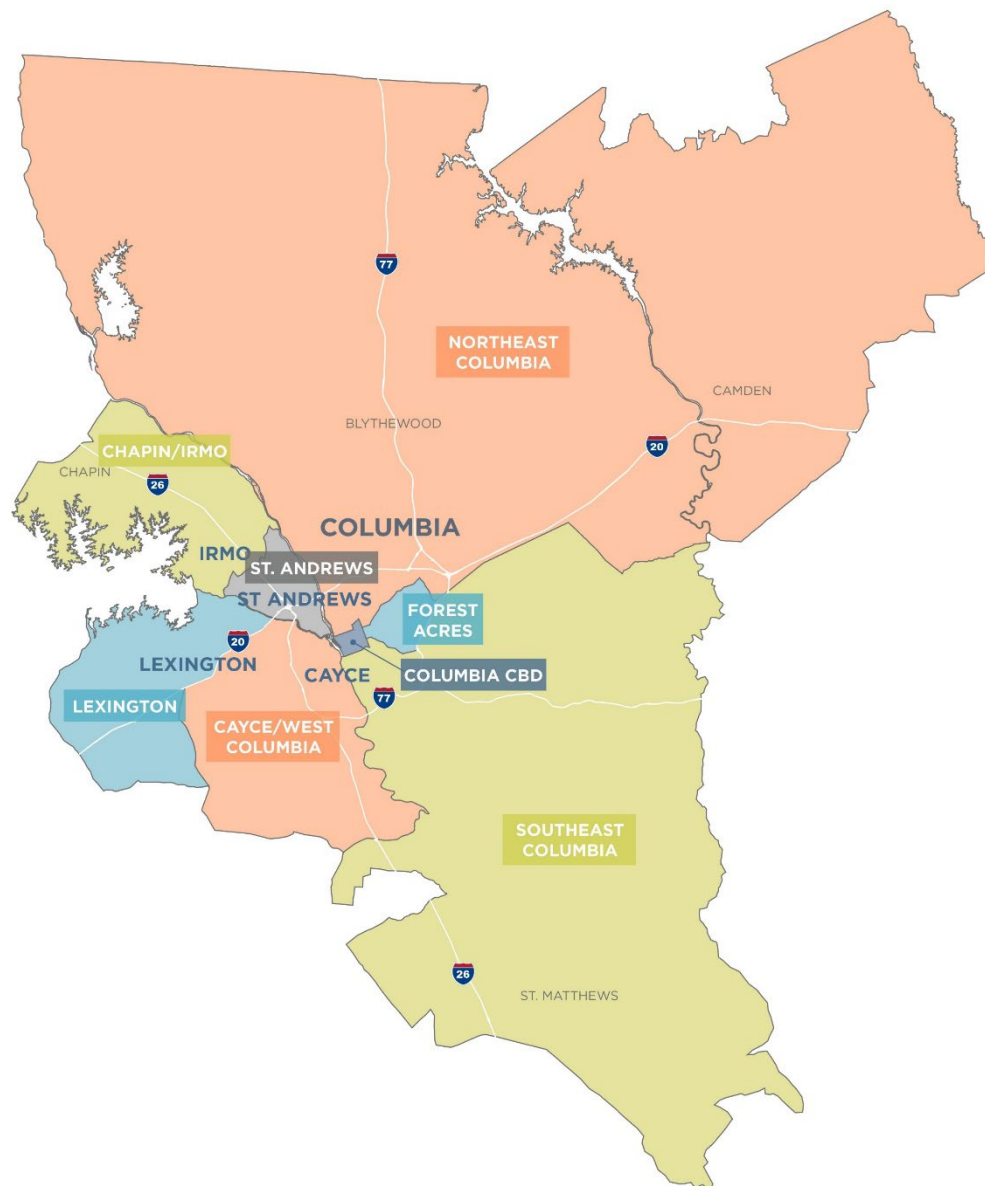 77
NORTHEAST
COLUMBIA
CAMDEN
BLYTHEWOOD
20
CHAPIN/IRMO
CHAPIN
26
COLUMBIA
IRMO
ST. ANDREWS
ST ANDREWS
FOREST
ACRES
20
LEXINGTON
CAYCE
COLUMBIA CBD
77
LEXINGTON
CAYCE/WEST
COLUMBIA
SOUTHEAST
COLUMBIA
26
ST. MATTHEWS